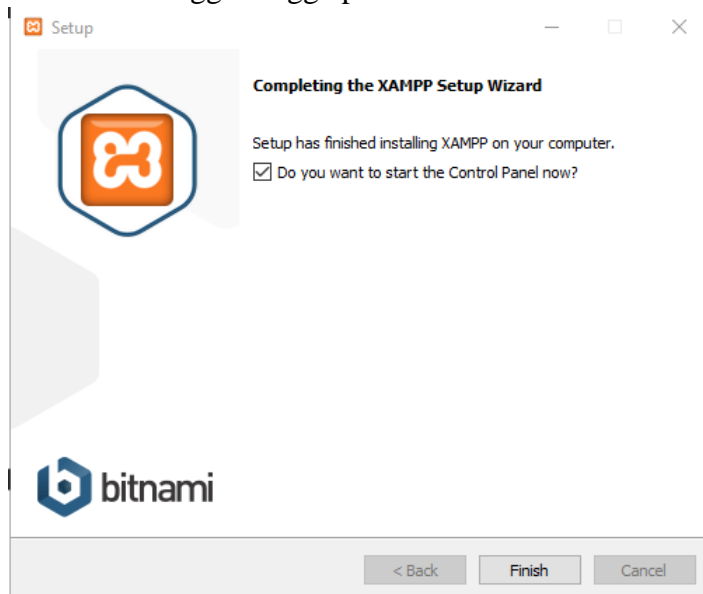 Setup
Completing the XAMPP Setup Wizard
Setup has finished installing XAMPP on your computer.
Do you want to start the Control Panel now?
bitnami
< Back
Finish
Cancel